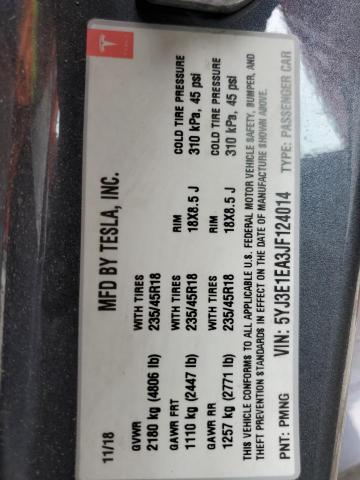 TESLA
11/18 MFD BY TESLA, INC.
GVWR WITH TIRES RIM COLD TIRE PRESSURE
2180 kg (4806 lb) 235/45R18 18X8.5 J 310 kPa, 45 psi
GAWR FRT
1110 kg (2447 lb)
GAWR RR WITH TIRES RIM COLD TIRE PRESSURE
1257 kg (2771 lb) 235/45R18 18X8.5 J 310 kPa, 45 psi
THIS VEHICLE CONFORMS TO ALL APPLICABLE U.S. FEDERAL MOTOR VEHICLE SAFETY, BUMPER, AND
THEFT PREVENTION STANDARDS IN EFFECT ON THE DATE OF MANUFACTURE SHOWN ABOVE.
PNT: PMNG VIN: 5YJ3E1EA3JF124014 TYPE: PASSENGER CAR